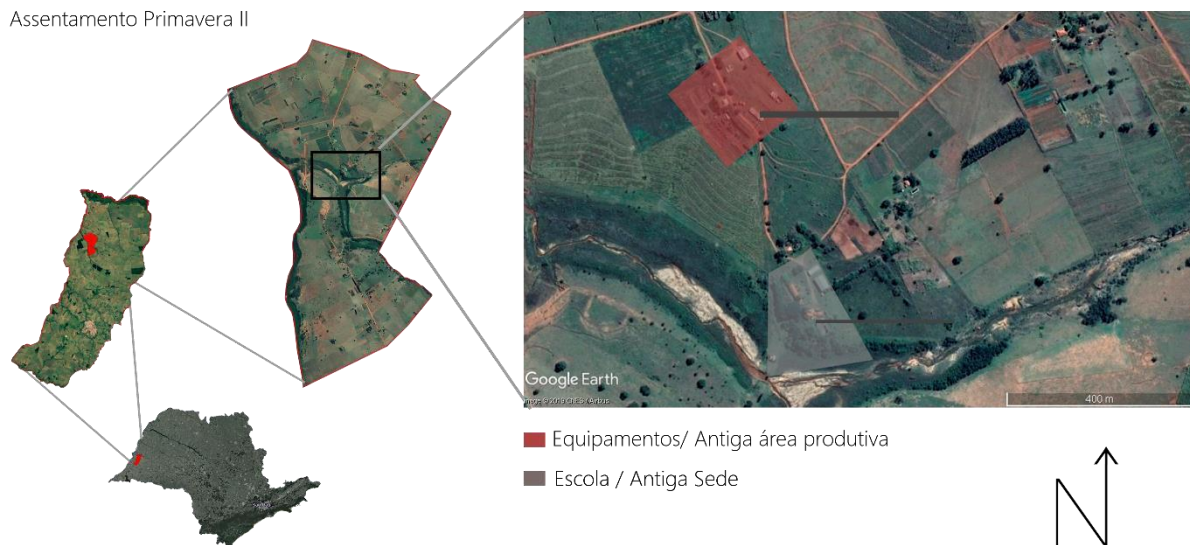 Assentamento Primavera II
Google Earth
400 m
Equipamentos/ Antiga área produtiva
Escola / Antiga Sede
N